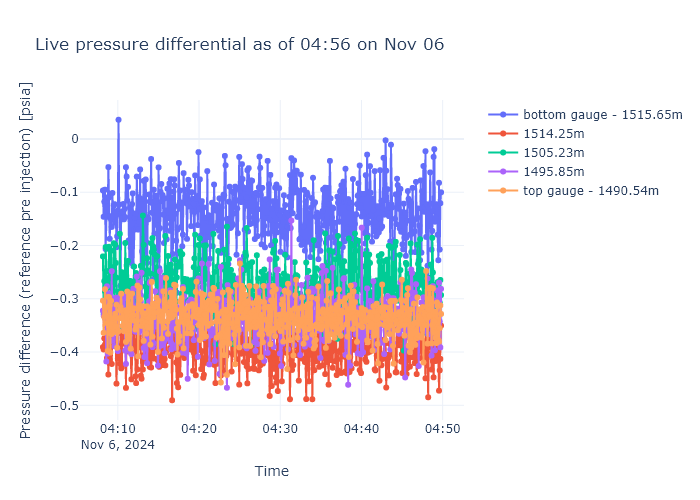 Live pressure differential as of 04:56 on Nov 06
Pressure difference (reference pre injection) [psia]
0
−0.1
−0.2
−0.3
−0.4
−0.5
04:10
Nov 6, 2024
04:20
04:30
04:40
04:50
Time
bottom gauge - 1515.65m
1514.25m
1505.23m
1495.85m
top gauge - 1490.54m